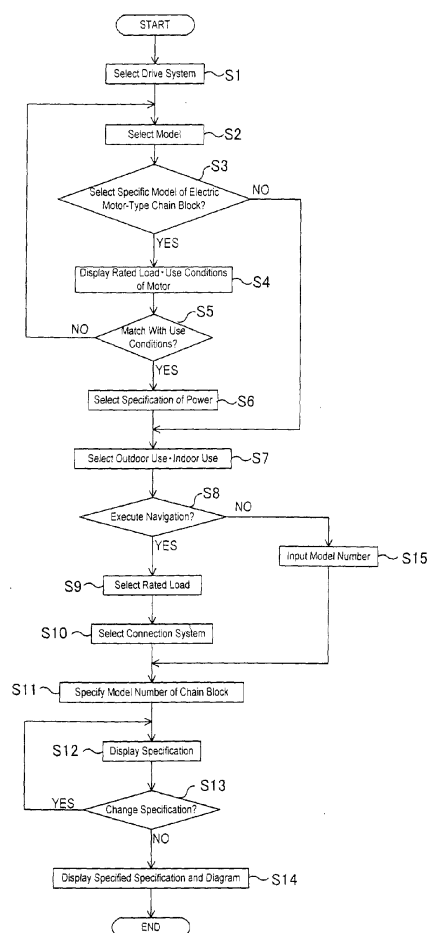 START
Select Drive System
S1
Select Model
S2
S3
Select Specific Model of Electric
Motor-Type Chain Block?
NO
YES
Display Rated Load・Use Conditions
of Motor
S4
S5
NO
Match With Use
Conditions?
YES
Select Specification of Power
S6
Select Outdoor Use・Indoor Use
S7
S8
Execute Navigation?
NO
YES
Input Model Number
S15
S9
Select Rated Load
S10
Select Connection System
S11
Specify Model Number of Chain Block
S12
Display Specification
S13
YES
Change Specification?
NO
Display Specified Specification and Diagram
S14
END